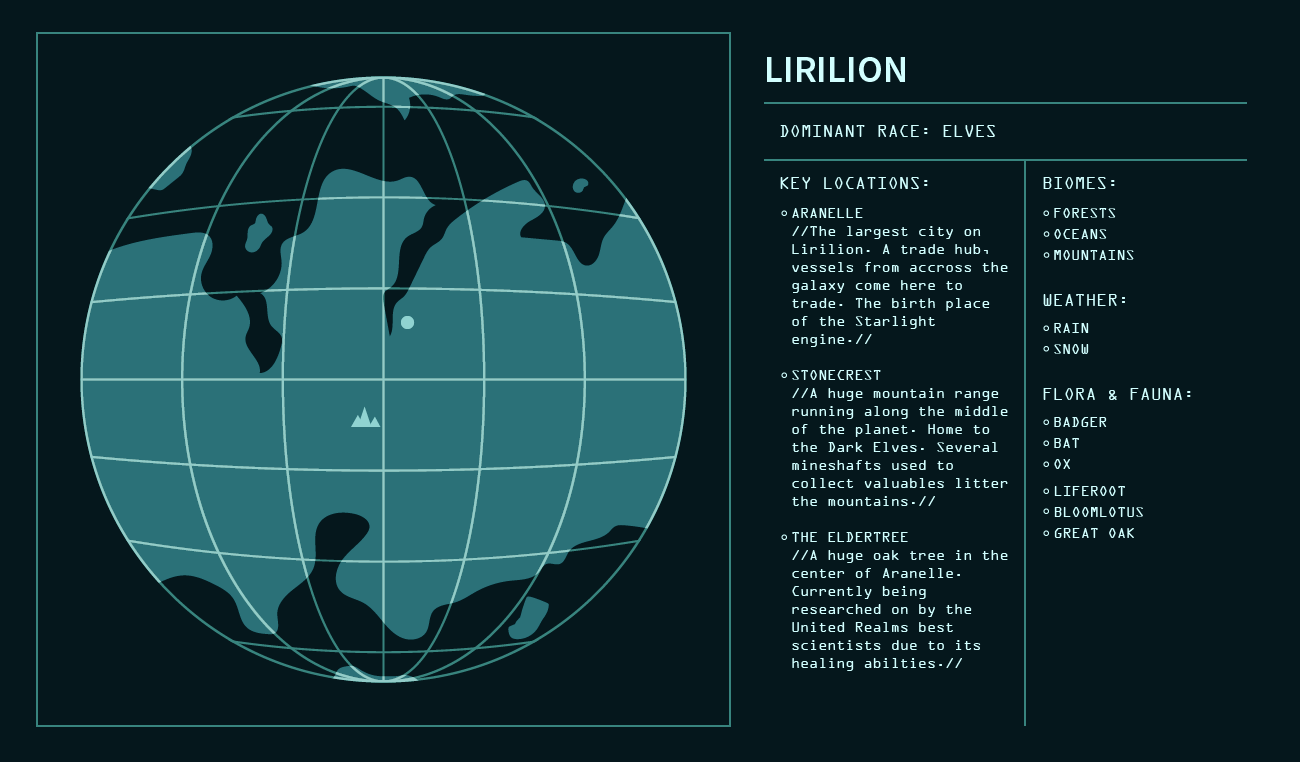 LIRILION
DOMINANT RACE: ELVES
KEY LOCATIONS:
ARANELLE
//The largest city on
Lirilion. A trade hub,
vessels from accross the
galaxy come here to
trade. The birth place
of the Starlight
engine.//
STONECREST
//A huge mountain range
running along the middle
of the planet. Home to
the Dark Elves. Several
mineshafts used to
collect valuables litter
the mountains.//
THE ELDERTREE
//A huge oak tree in the
center of Aranelle.
Currently being
researched on by the
United Realms best
scientists due to its
healing abilties.//
BIOMES:
FORESTS
OCEANS
MOUNTAINS
WEATHER:
RAIN
SNOW
FLORA & FAUNA:
BADGER
BAT
OX
LIFEROOT
BLOOMLOTUS
GREAT OAK